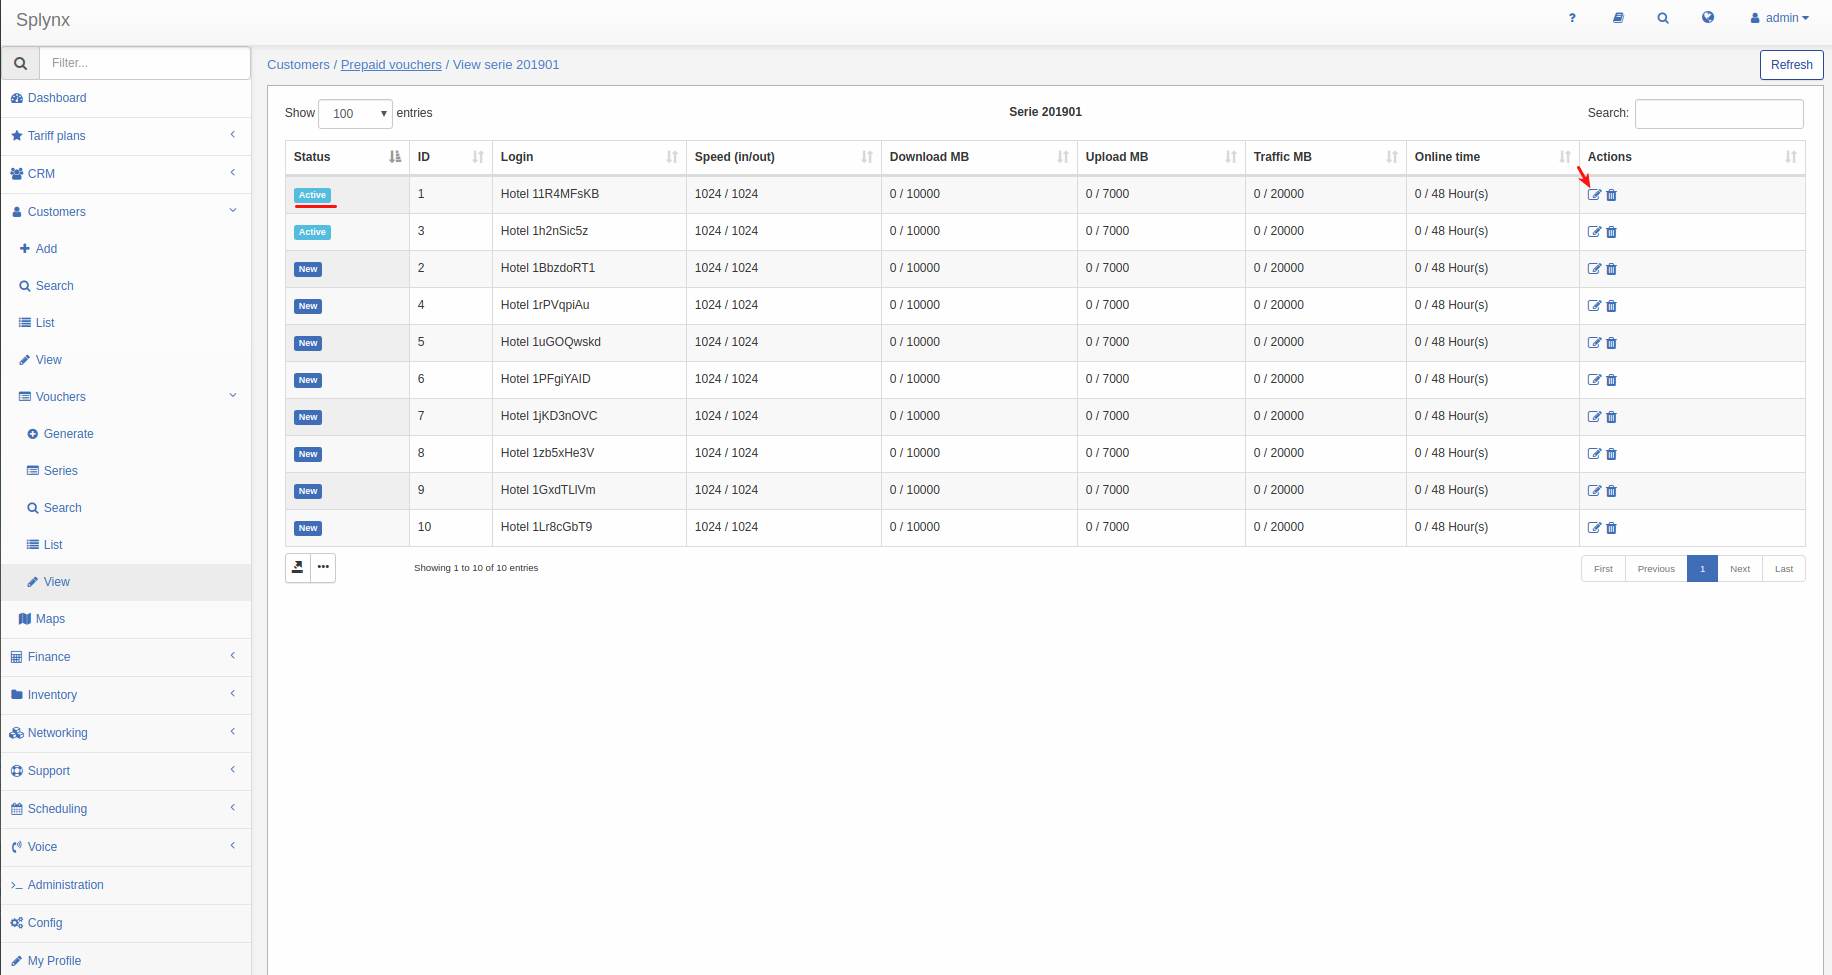 Splynx
? admin
Filter...
Customers / Prepaid vouchers / View serie 201901
Refresh
Dashboard
Tariff plans
CRM
Customers
Add
Search
List
View
Vouchers
Generate
Series
Search
List
View
Maps
Finance
Inventory
Networking
Support
Scheduling
Voice
Administration
Config
My Profile
Show 100 entries
Serie 201901
Search:
Status ID Login Speed (in/out) Download MB Upload MB Traffic MB Online time Actions
Active 1 Hotel 11R4MFsKB 1024 / 1024 0 / 10000 0 / 7000 0 / 20000 0 / 48 Hour(s)
Active 3 Hotel 1h2nSic5z 1024 / 1024 0 / 10000 0 / 7000 0 / 20000 0 / 48 Hour(s)
New 2 Hotel 1BbzdoRT1 1024 / 1024 0 / 10000 0 / 7000 0 / 20000 0 / 48 Hour(s)
New 4 Hotel 1rPVqpiAu 1024 / 1024 0 / 10000 0 / 7000 0 / 20000 0 / 48 Hour(s)
New 5 Hotel 1uGOQwskd 1024 / 1024 0 / 10000 0 / 7000 0 / 20000 0 / 48 Hour(s)
New 6 Hotel 1PFgiYAID 1024 / 1024 0 / 10000 0 / 7000 0 / 20000 0 / 48 Hour(s)
New 7 Hotel 1jKD3nOVC 1024 / 1024 0 / 10000 0 / 7000 0 / 20000 0 / 48 Hour(s)
New 8 Hotel 1zb5xHe3V 1024 / 1024 0 / 10000 0 / 7000 0 / 20000 0 / 48 Hour(s)
New 9 Hotel 1GxdTLlVm 1024 / 1024 0 / 10000 0 / 7000 0 / 20000 0 / 48 Hour(s)
New 10 Hotel 1Lr8cGbT9 1024 / 1024 0 / 10000 0 / 7000 0 / 20000 0 / 48 Hour(s)
Showing 1 to 10 of 10 entries
First Previous 1 Next Last